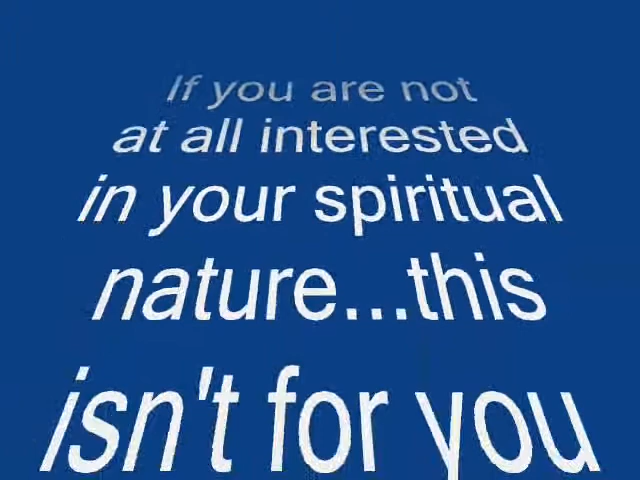 If you are not
at all interested
in your spiritual
nature...this
isn't for you